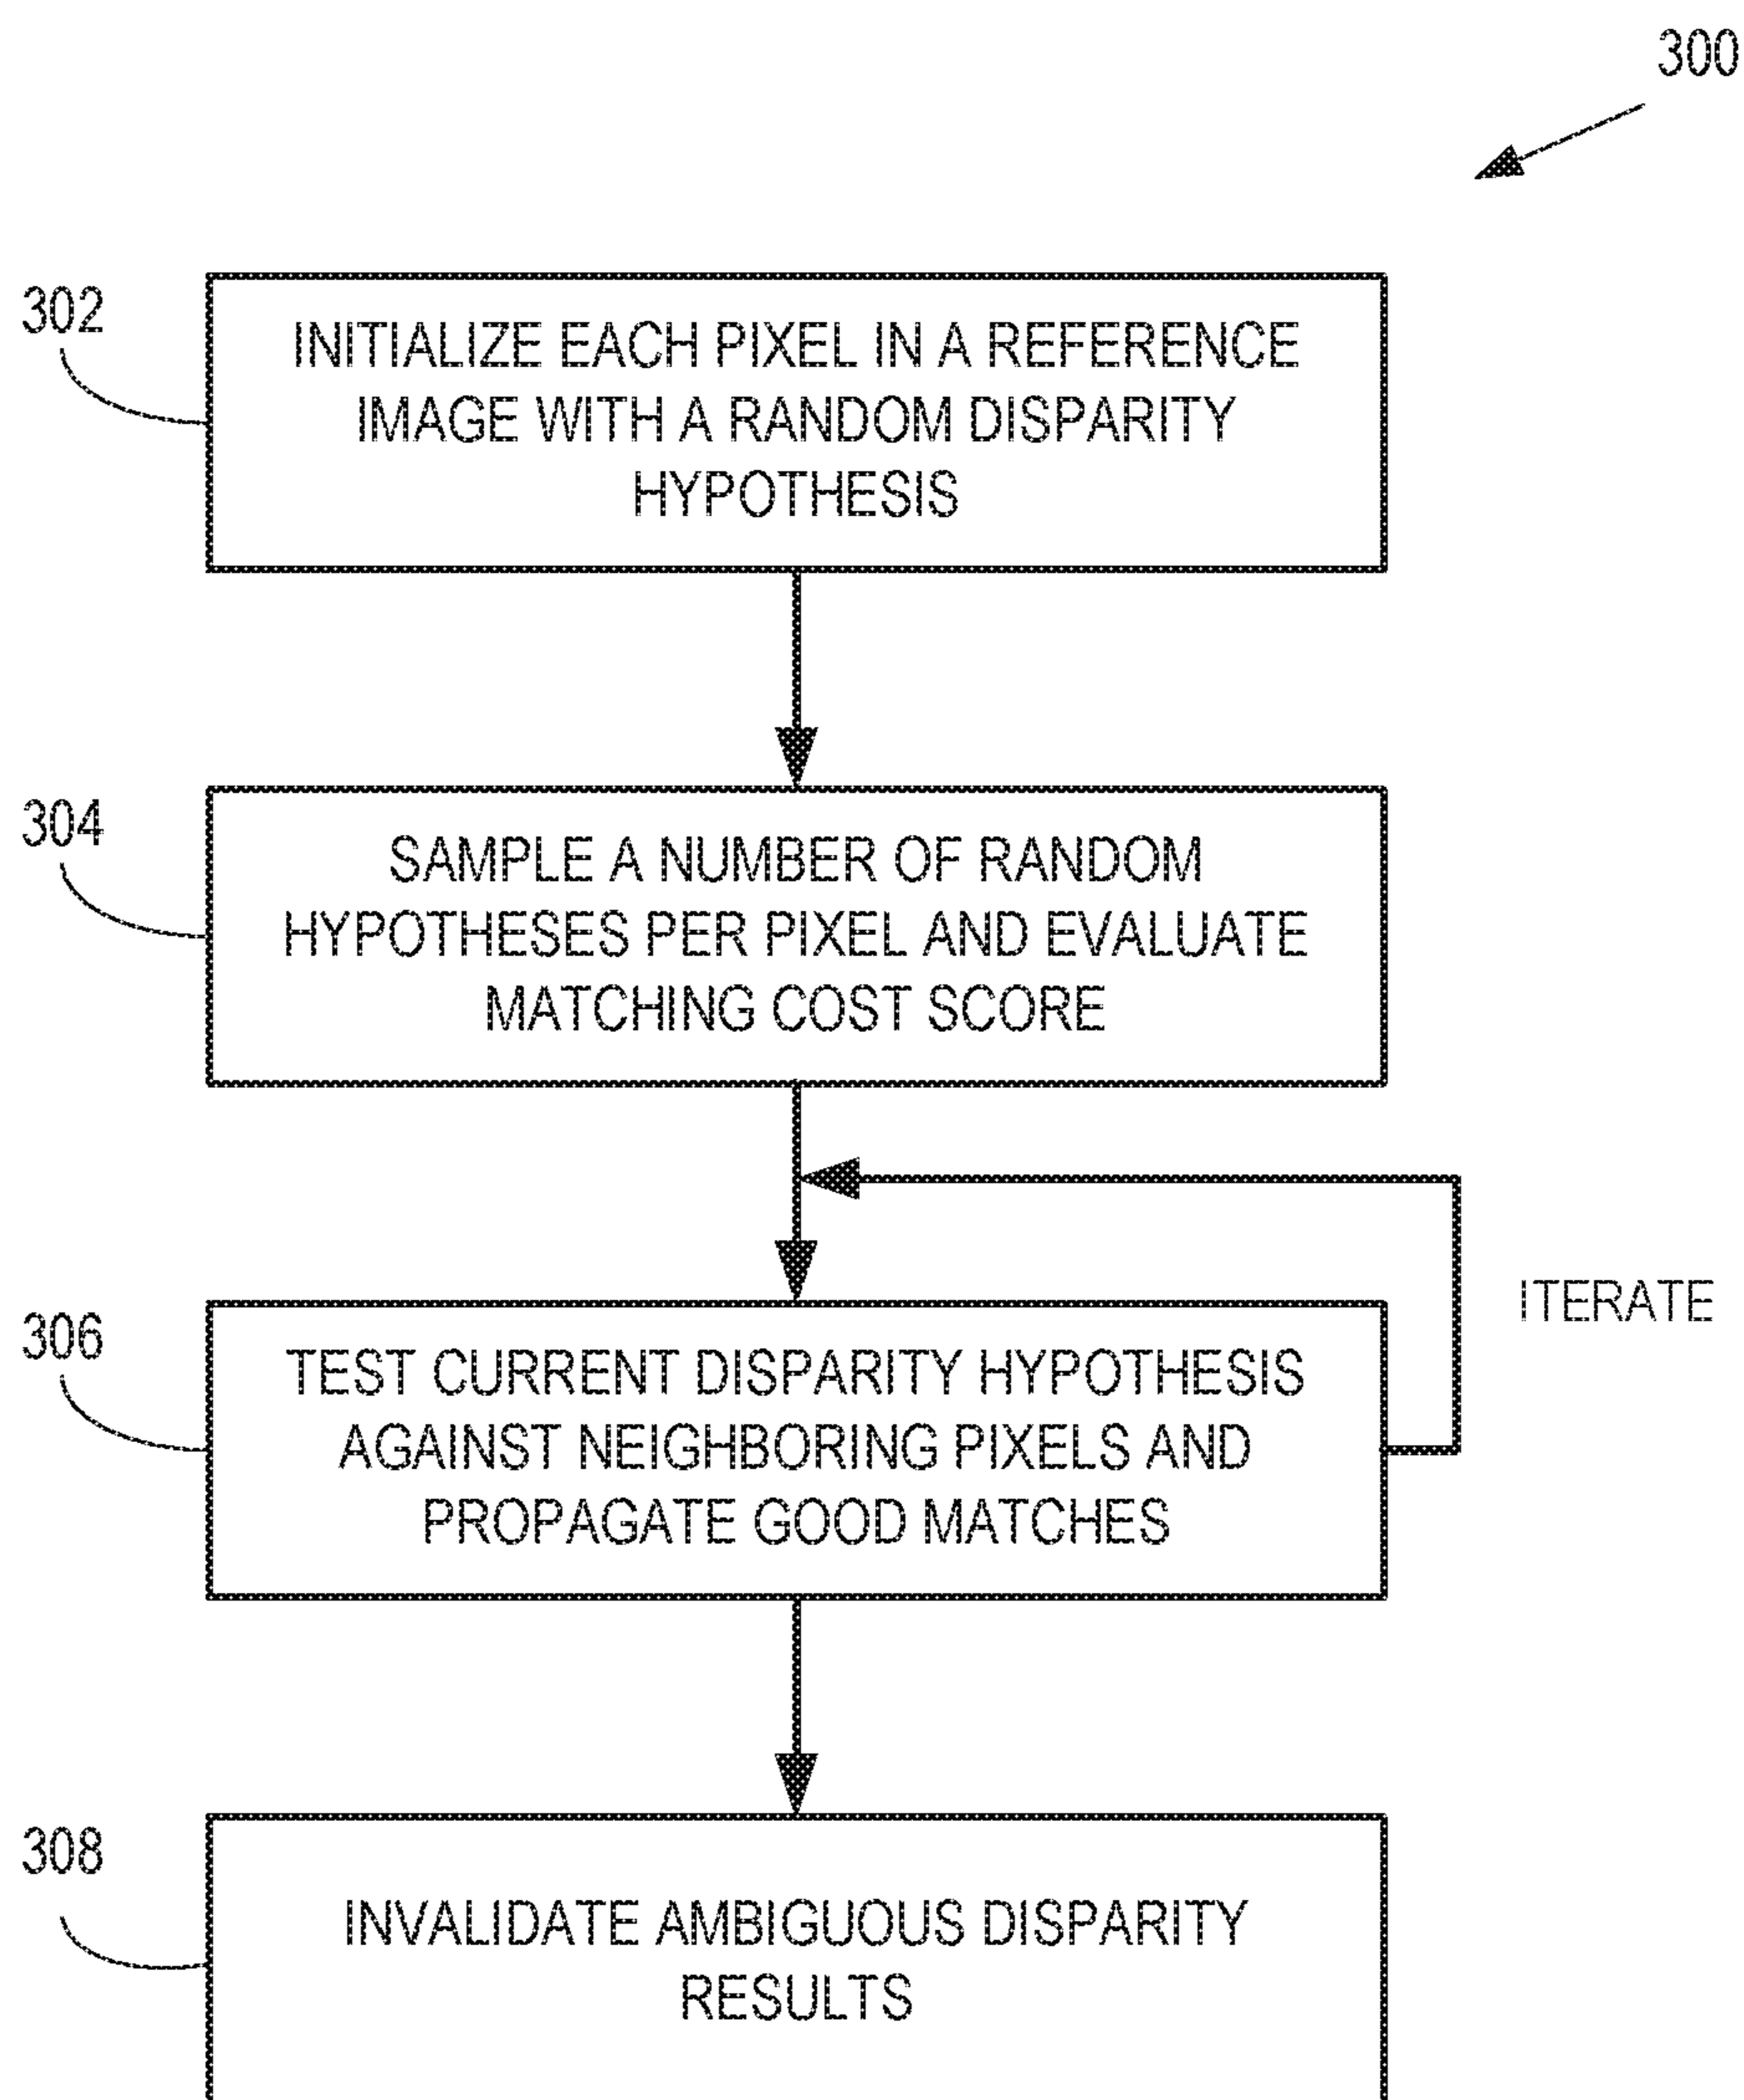 300
302
INITIALIZE EACH PIXEL IN A REFERENCE
IMAGE WITH A RANDOM DISPARITY
HYPOTHESIS
304
SAMPLE A NUMBER OF RANDOM
HYPOTHESES PER PIXEL AND EVALUATE
MATCHING COST SCORE
ITERATE
306
TEST CURRENT DISPARITY HYPOTHESIS
AGAINST NEIGHBORING PIXELS AND
PROPAGATE GOOD MATCHES
308
INVALIDATE AMBIGUOUS DISPARITY
RESULTS